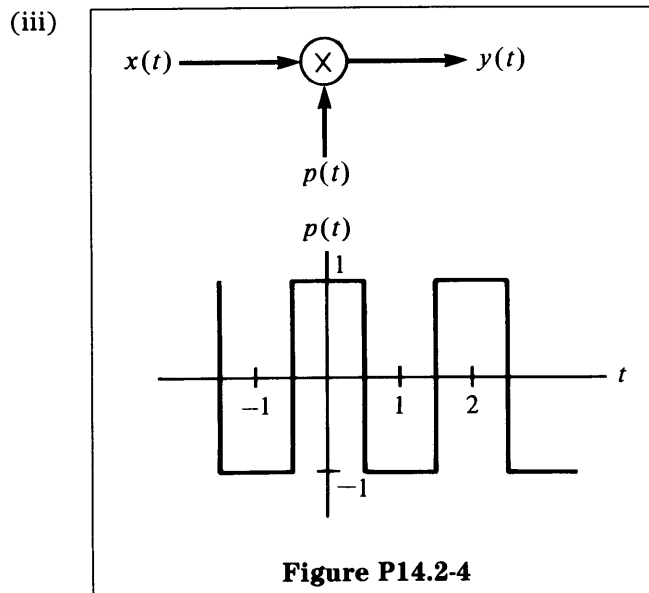 (iii)
x(t) × y(t)
p(t)
p(t)
1
−1 1 2 t
−1
Figure P14.2-4